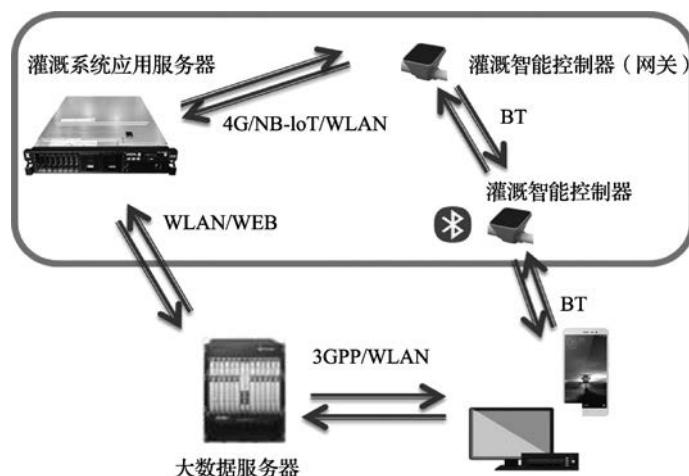 灌溉系统应用服务器
灌溉智能控制器（网关）
4G/NB-loT/WLAN
BT
灌溉智能控制器
WLAN/WEB
BT
3GPP/WLAN
大数据服务器